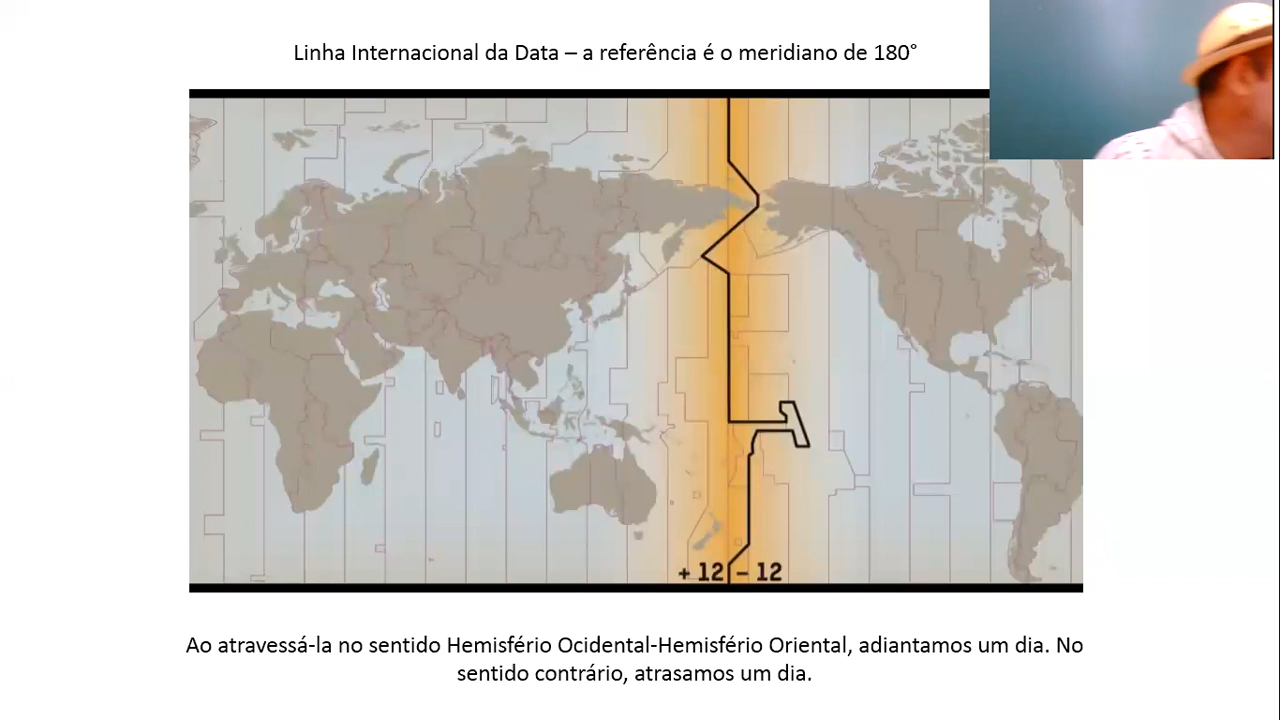 Linha Internacional da Data – a referência é o meridiano de 180°
+ 12 – 12
Ao atravessá-la no sentido Hemisfério Ocidental-Hemisfério Oriental, adiantamos um dia. No
sentido contrário, atrasamos um dia.